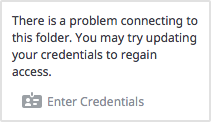 There is a problem connecting to
this folder. You may try updating
your credentials to regain
access.
Enter Credentials